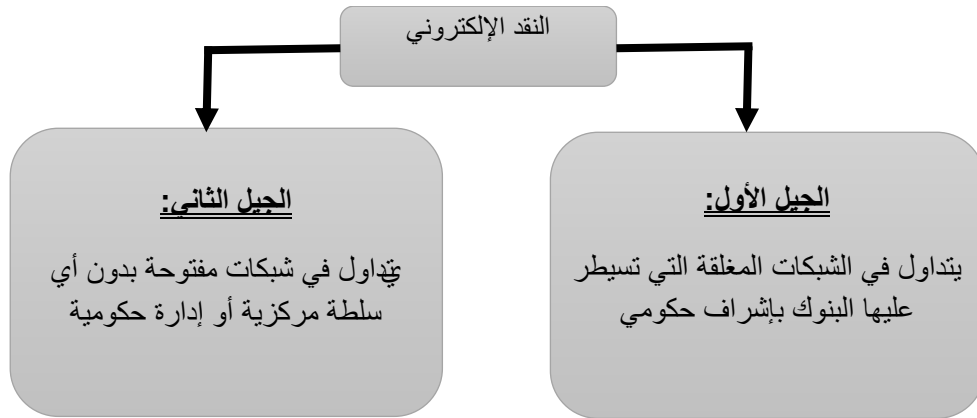 النقد الإلكتروني
الجيل الأول:
يتداول في الشبكات المغلقة التي تسيطر
عليها البنوك بإشراف حكومي
الجيل الثاني:
يتداول في شبكات مفتوحة بدون أي
سلطة مركزية أو إدارة حكومية